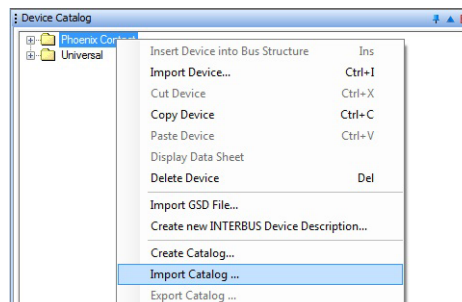 Device Catalog
Phoenix Contact
Universal
Insert Device into Bus Structure Ins
Import Device... Ctrl+I
Cut Device Ctrl+X
Copy Device Ctrl+C
Paste Device Ctrl+V
Display Data Sheet
Delete Device Del
Import GSD File...
Create new INTERBUS Device Description...
Create Catalog...
Import Catalog ...
Export Catalog ...